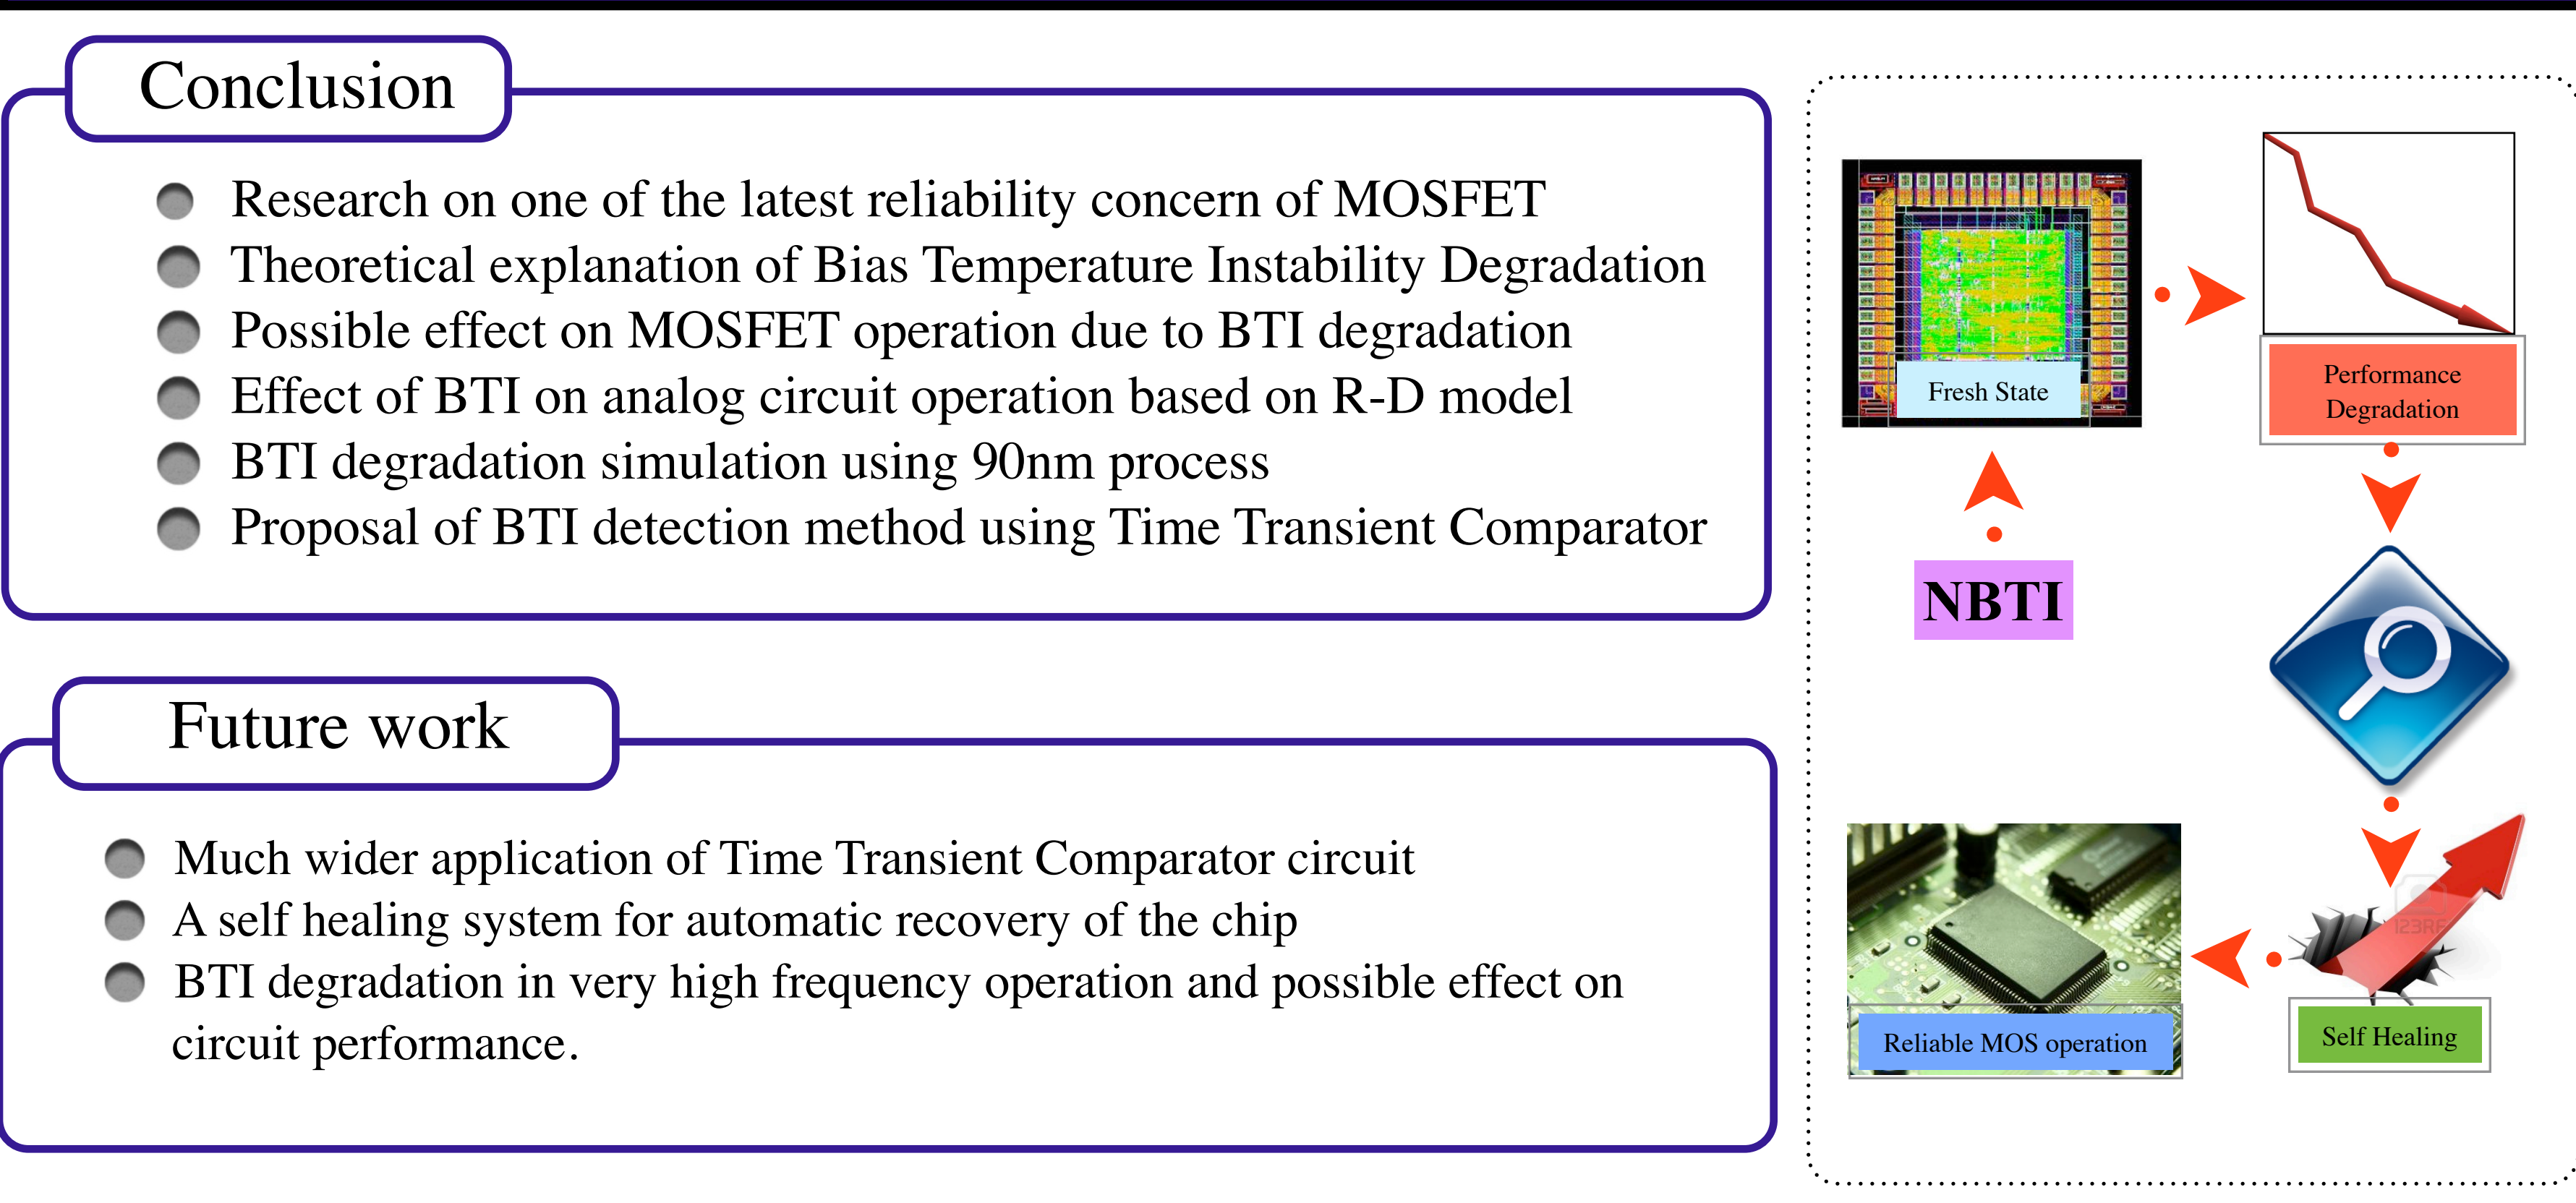 Conclusion
Research on one of the latest reliability concern of MOSFET
Theoretical explanation of Bias Temperature Instability Degradation
Possible effect on MOSFET operation due to BTI degradation
Effect of BTI on analog circuit operation based on R-D model
BTI degradation simulation using 90nm process
Proposal of BTI detection method using Time Transient Comparator
Future work
Much wider application of Time Transient Comparator circuit
A self healing system for automatic recovery of the chip
BTI degradation in very high frequency operation and possible effect on
circuit performance.
Fresh State
Performance
Degradation
NBTI
123RF
Self Healing
Reliable MOS operation